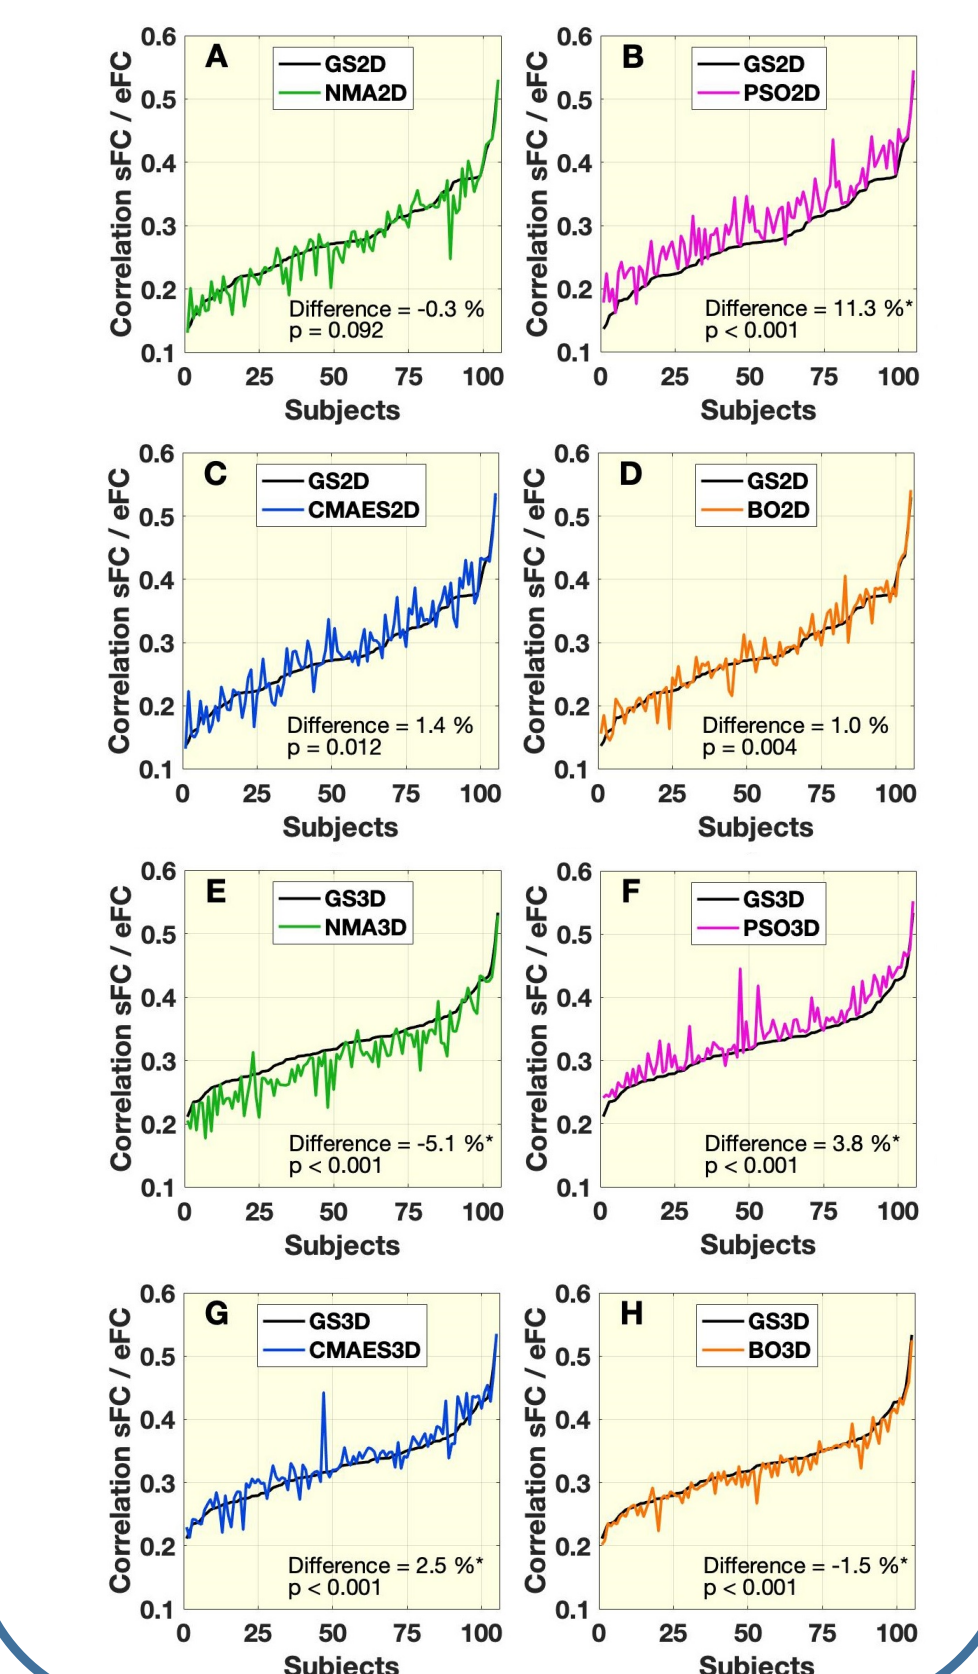 A
GS2D
NMA2D
Correlation sFC / eFC
0.6
0.5
0.4
0.3
0.2
0.1
Difference = -0.3 %
p = 0.092
0 25 50 75 100
Subjects
B
GS2D
PSO2D
Correlation sFC / eFC
0.6
0.5
0.4
0.3
0.2
0.1
Difference = 11.3 %*
p < 0.001
0 25 50 75 100
Subjects
C
GS2D
CMAES2D
Correlation sFC / eFC
0.6
0.5
0.4
0.3
0.2
0.1
Difference = 1.4 %
p = 0.012
0 25 50 75 100
Subjects
D
GS2D
BO2D
Correlation sFC / eFC
0.6
0.5
0.4
0.3
0.2
0.1
Difference = 1.0 %
p = 0.004
0 25 50 75 100
Subjects
E
GS3D
NMA3D
Correlation sFC / eFC
0.6
0.5
0.4
0.3
0.2
0.1
Difference = -5.1 %*
p < 0.001
0 25 50 75 100
Subjects
F
GS3D
PSO3D
Correlation sFC / eFC
0.6
0.5
0.4
0.3
0.2
0.1
Difference = 3.8 %*
p < 0.001
0 25 50 75 100
Subjects
G
GS3D
CMAES3D
Correlation sFC / eFC
0.6
0.5
0.4
0.3
0.2
0.1
Difference = 2.5 %*
p < 0.001
0 25 50 75 100
Subjects
H
GS3D
BO3D
Correlation sFC / eFC
0.6
0.5
0.4
0.3
0.2
0.1
Difference = -1.5 %*
p < 0.001
0 25 50 75 100
Subjects